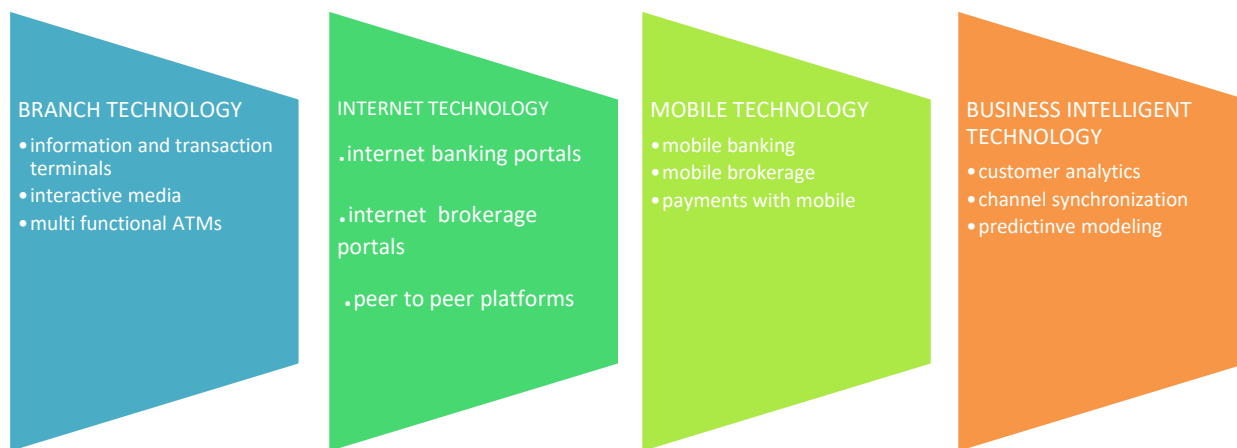 BRANCH TECHNOLOGY
•information and transaction
terminals
•interactive media
•multi functional ATMs
INTERNET TECHNOLOGY
.internet banking portals
.internet brokerage
portals
.peer to peer platforms
MOBILE TECHNOLOGY
•mobile banking
•mobile brokerage
•payments with mobile
BUSINESS INTELLIGENT
TECHNOLOGY
•customer analytics
•channel synchronization
•predictinve modeling